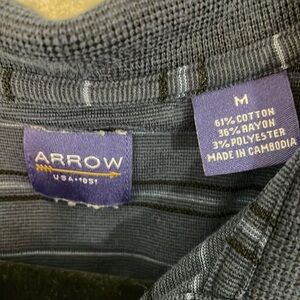 ARROW
USA•1851
M
61% COTTON
36% RAYON
3% POLYESTER
MADE IN CAMBODIA